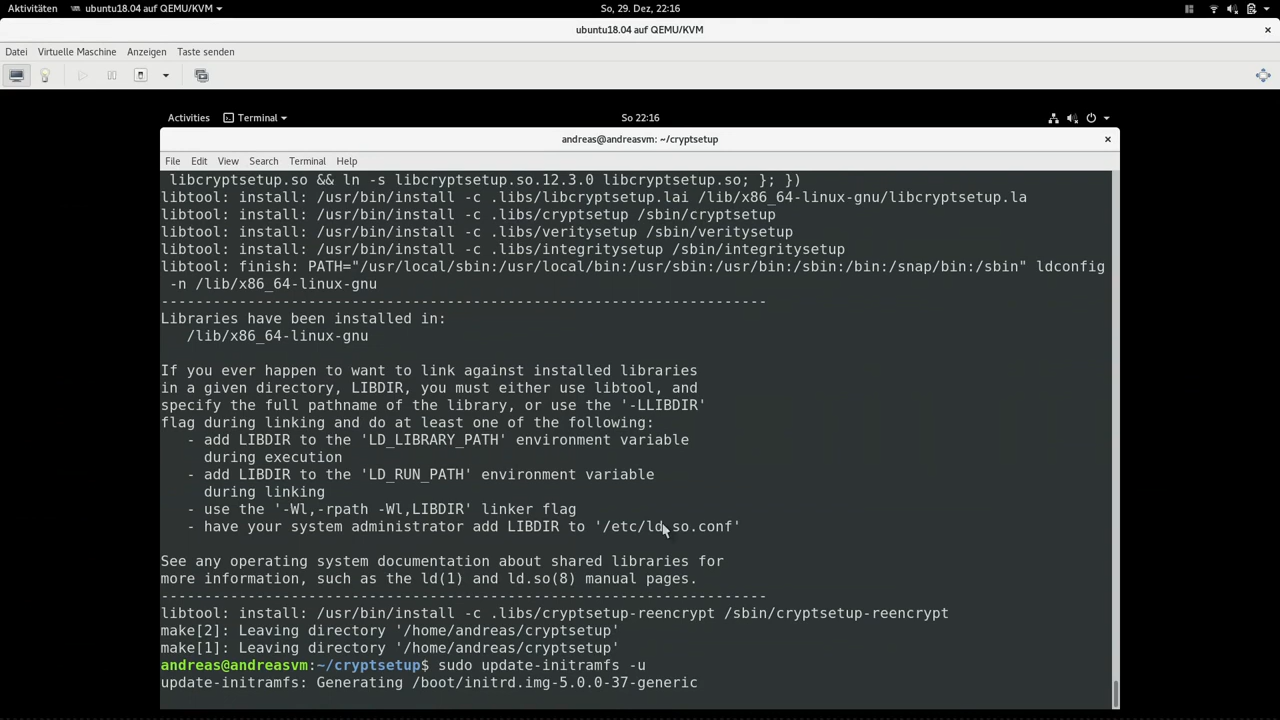 Aktivitäten ubuntu18.04 auf QEMU/KVM So, 29. Dez, 22:16
ubuntu18.04 auf QEMU/KVM ×
Datei Virtuelle Maschine Anzeigen Taste senden
Activities Terminal So 22:16
andreas@andreasvm: ~/cryptsetup ×
File Edit View Search Terminal Help
libcryptsetup.so && ln -s libcryptsetup.so.12.3.0 libcryptsetup.so; }; })
libtool: install: /usr/bin/install -c .libs/libcryptsetup.lai /lib/x86_64-linux-gnu/libcryptsetup.la
libtool: install: /usr/bin/install -c .libs/cryptsetup /sbin/cryptsetup
libtool: install: /usr/bin/install -c .libs/veritysetup /sbin/veritysetup
libtool: install: /usr/bin/install -c .libs/integritysetup /sbin/integritysetup
libtool: finish: PATH="/usr/local/sbin:/usr/local/bin:/usr/sbin:/usr/bin:/sbin:/bin:/snap/bin:/sbin" ldconfig
-n /lib/x86_64-linux-gnu
----------------------------------------------------------------------
Libraries have been installed in:
   /lib/x86_64-linux-gnu
If you ever happen to want to link against installed libraries
in a given directory, LIBDIR, you must either use libtool, and
specify the full pathname of the library, or use the '-LLIBDIR'
flag during linking and do at least one of the following:
   - add LIBDIR to the 'LD_LIBRARY_PATH' environment variable
     during execution
   - add LIBDIR to the 'LD_RUN_PATH' environment variable
     during linking
   - use the '-Wl,-rpath -Wl,LIBDIR' linker flag
   - have your system administrator add LIBDIR to '/etc/ld.so.conf'
See any operating system documentation about shared libraries for
more information, such as the ld(1) and ld.so(8) manual pages.
----------------------------------------------------------------------
libtool: install: /usr/bin/install -c .libs/cryptsetup-reencrypt /sbin/cryptsetup-reencrypt
make[2]: Leaving directory '/home/andreas/cryptsetup'
make[1]: Leaving directory '/home/andreas/cryptsetup'
andreas@andreasvm:~/cryptsetup$ sudo update-initramfs -u
update-initramfs: Generating /boot/initrd.img-5.0.0-37-generic